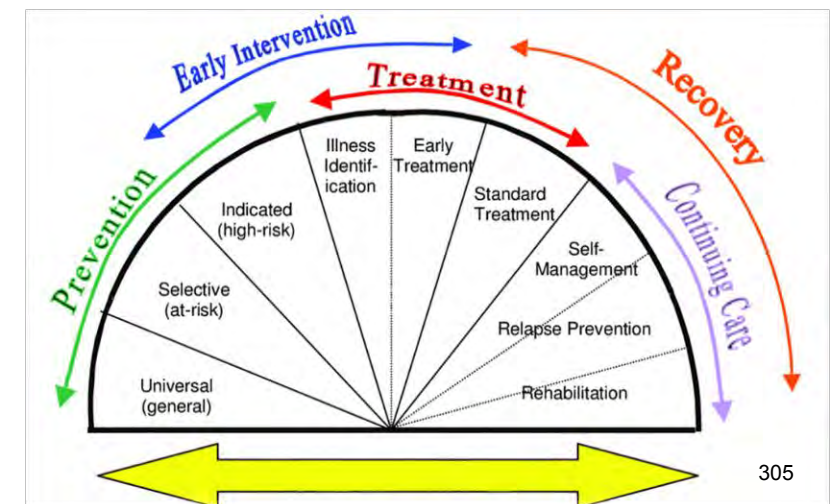 Early Intervention
Treatment
Recovery
Prevention
Continuing Care
Illness
Identif-
ication
Early
Treatment
Indicated
(high-risk)
Standard
Treatment
Selective
(at-risk)
Self-
Management
Relapse Prevention
Universal
(general)
Rehabilitation
305